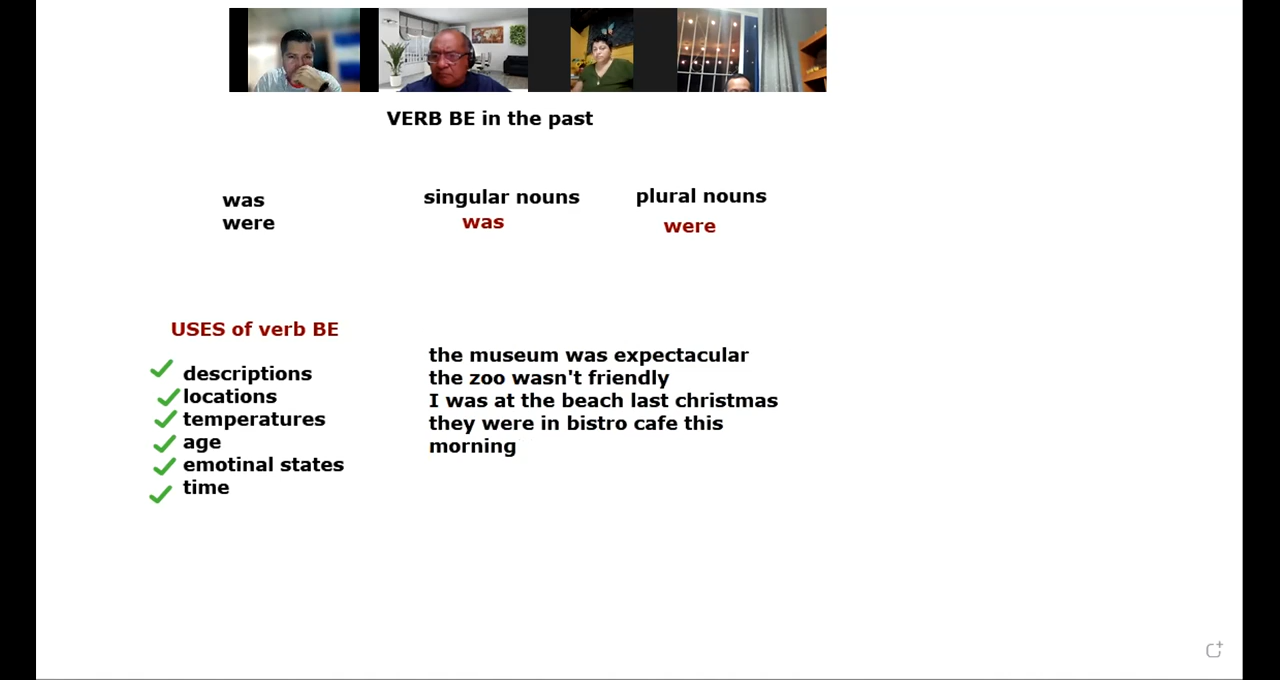 VERB BE in the past
was
were
singular nouns
was
plural nouns
were
USES of verb BE
descriptions
locations
temperatures
age
emotinal states
time
the museum was expectacular
the zoo wasn't friendly
I was at the beach last christmas
they were in bistro cafe this
morning